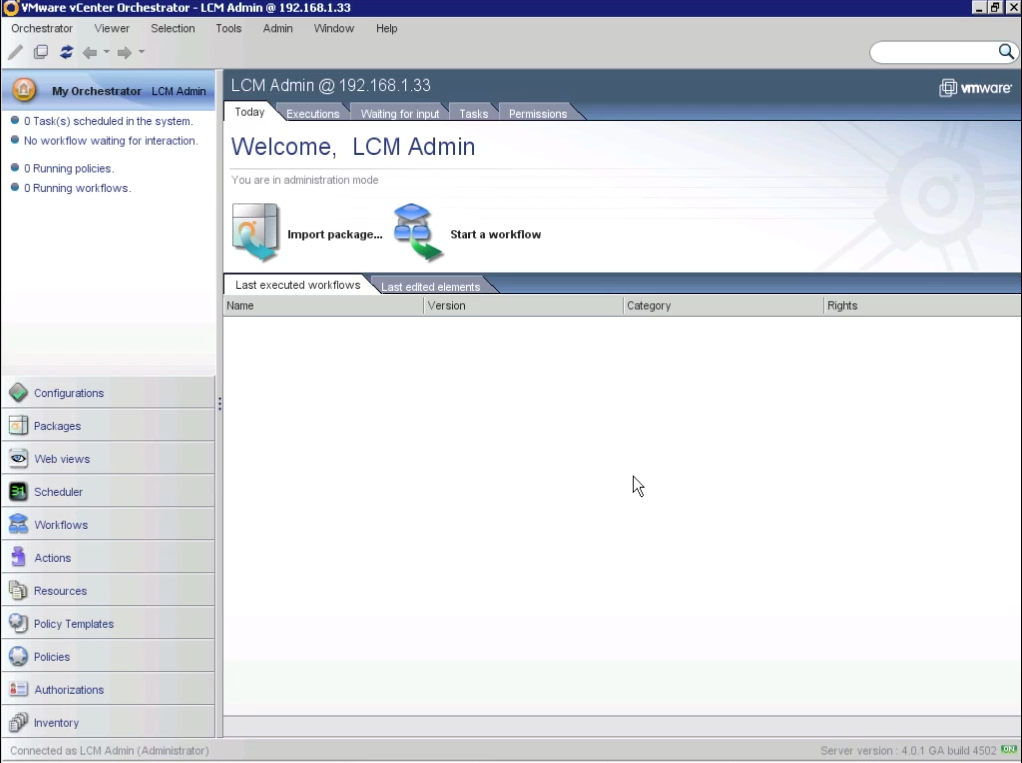 VMware vCenter Orchestrator - LCM Admin @ 192.168.1.33
Orchestrator Viewer Selection Tools Admin Window Help
My Orchestrator LCM Admin
0 Task(s) scheduled in the system.
No workflow waiting for interaction.
0 Running policies.
0 Running workflows.
Configurations
Packages
Web views
31 Scheduler
Workflows
Actions
Resources
Policy Templates
Policies
Authorizations
Inventory
LCM Admin @ 192.168.1.33
vmware
Today Executions Waiting for input Tasks Permissions
Welcome, LCM Admin
You are in administration mode
Import package... Start a workflow
Last executed workflows Last edited elements
Name Version Category Rights
Connected as LCM Admin (Administrator)
Server version : 4.0.1 GA build 4502 ON